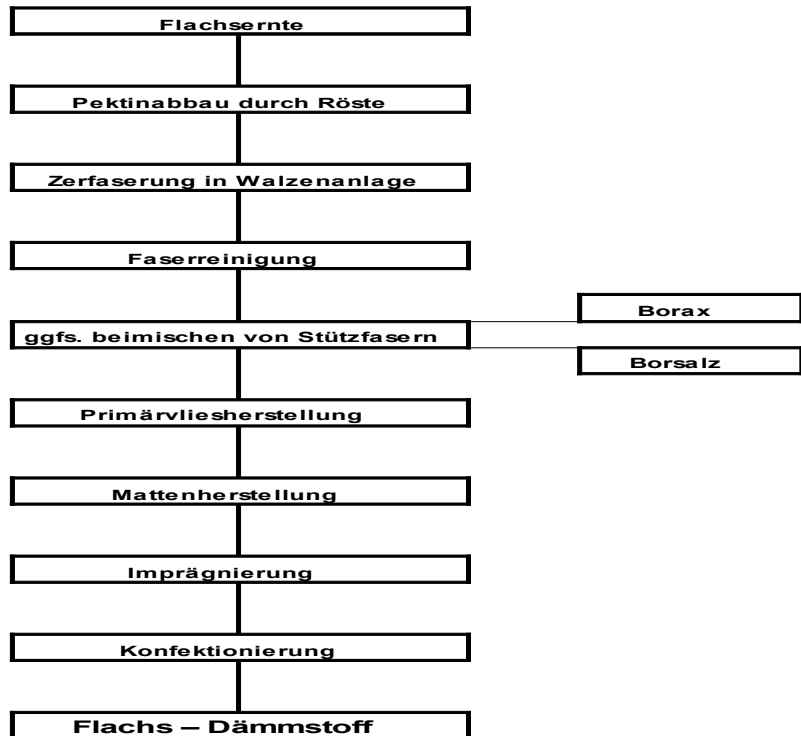 Flachsernte
Pektinabbau durch Röste
Zerfaserung in Walzenanlage
Faserreinigung
Borax
ggfs. beimischen von Stützfasern
Borsalz
Primärvliesherstellung
Mattenherstellung
Imprägnierung
Konfektionierung
Flachs – Dämmstoff